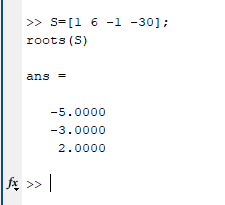 >> S=[1 6 -1 -30];
roots(S)
ans =
-5.0000
-3.0000
2.0000
fx >>